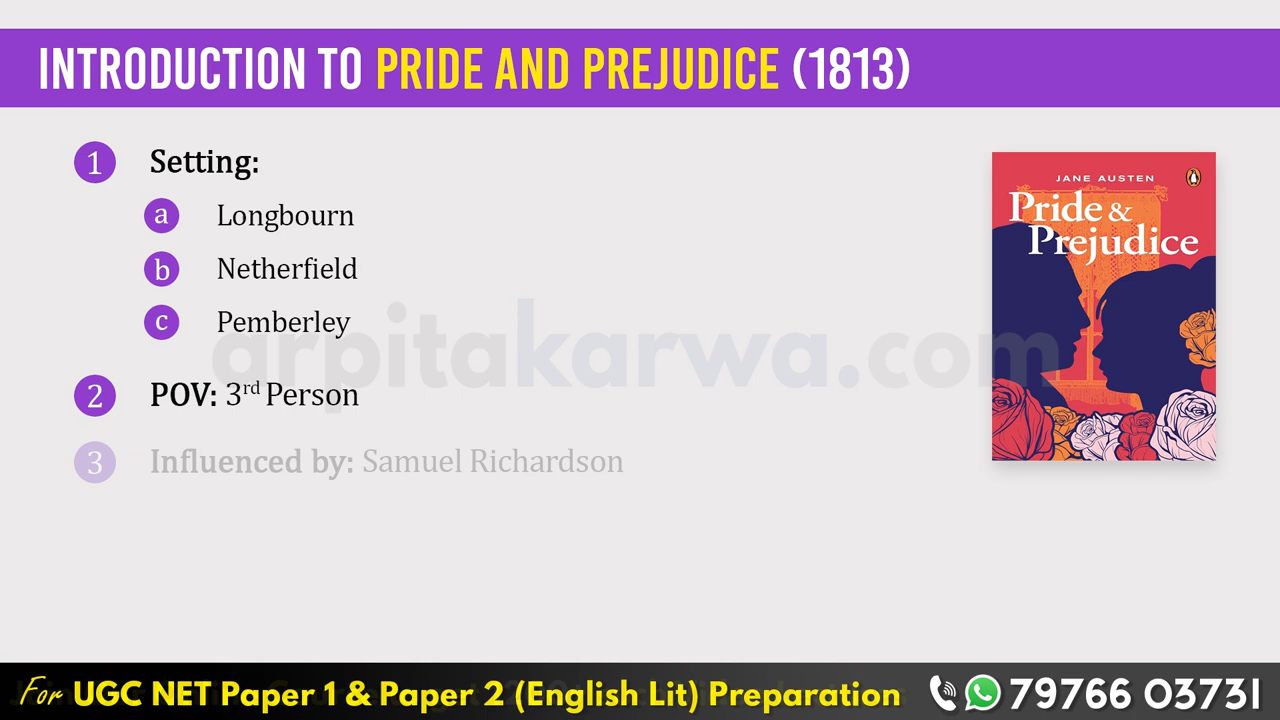 INTRODUCTION TO PRIDE AND PREJUDICE (1813)
1 Setting:
a Longbourn
b Netherfield
c Pemberley
2 POV: 3rd Person
3 Influenced by: Samuel Richardson
arpitakarwa.com
JANE AUSTEN
Pride &
Prejudice
For UGC NET Paper 1 & Paper 2 (English Lit) Preparation 79766 03731